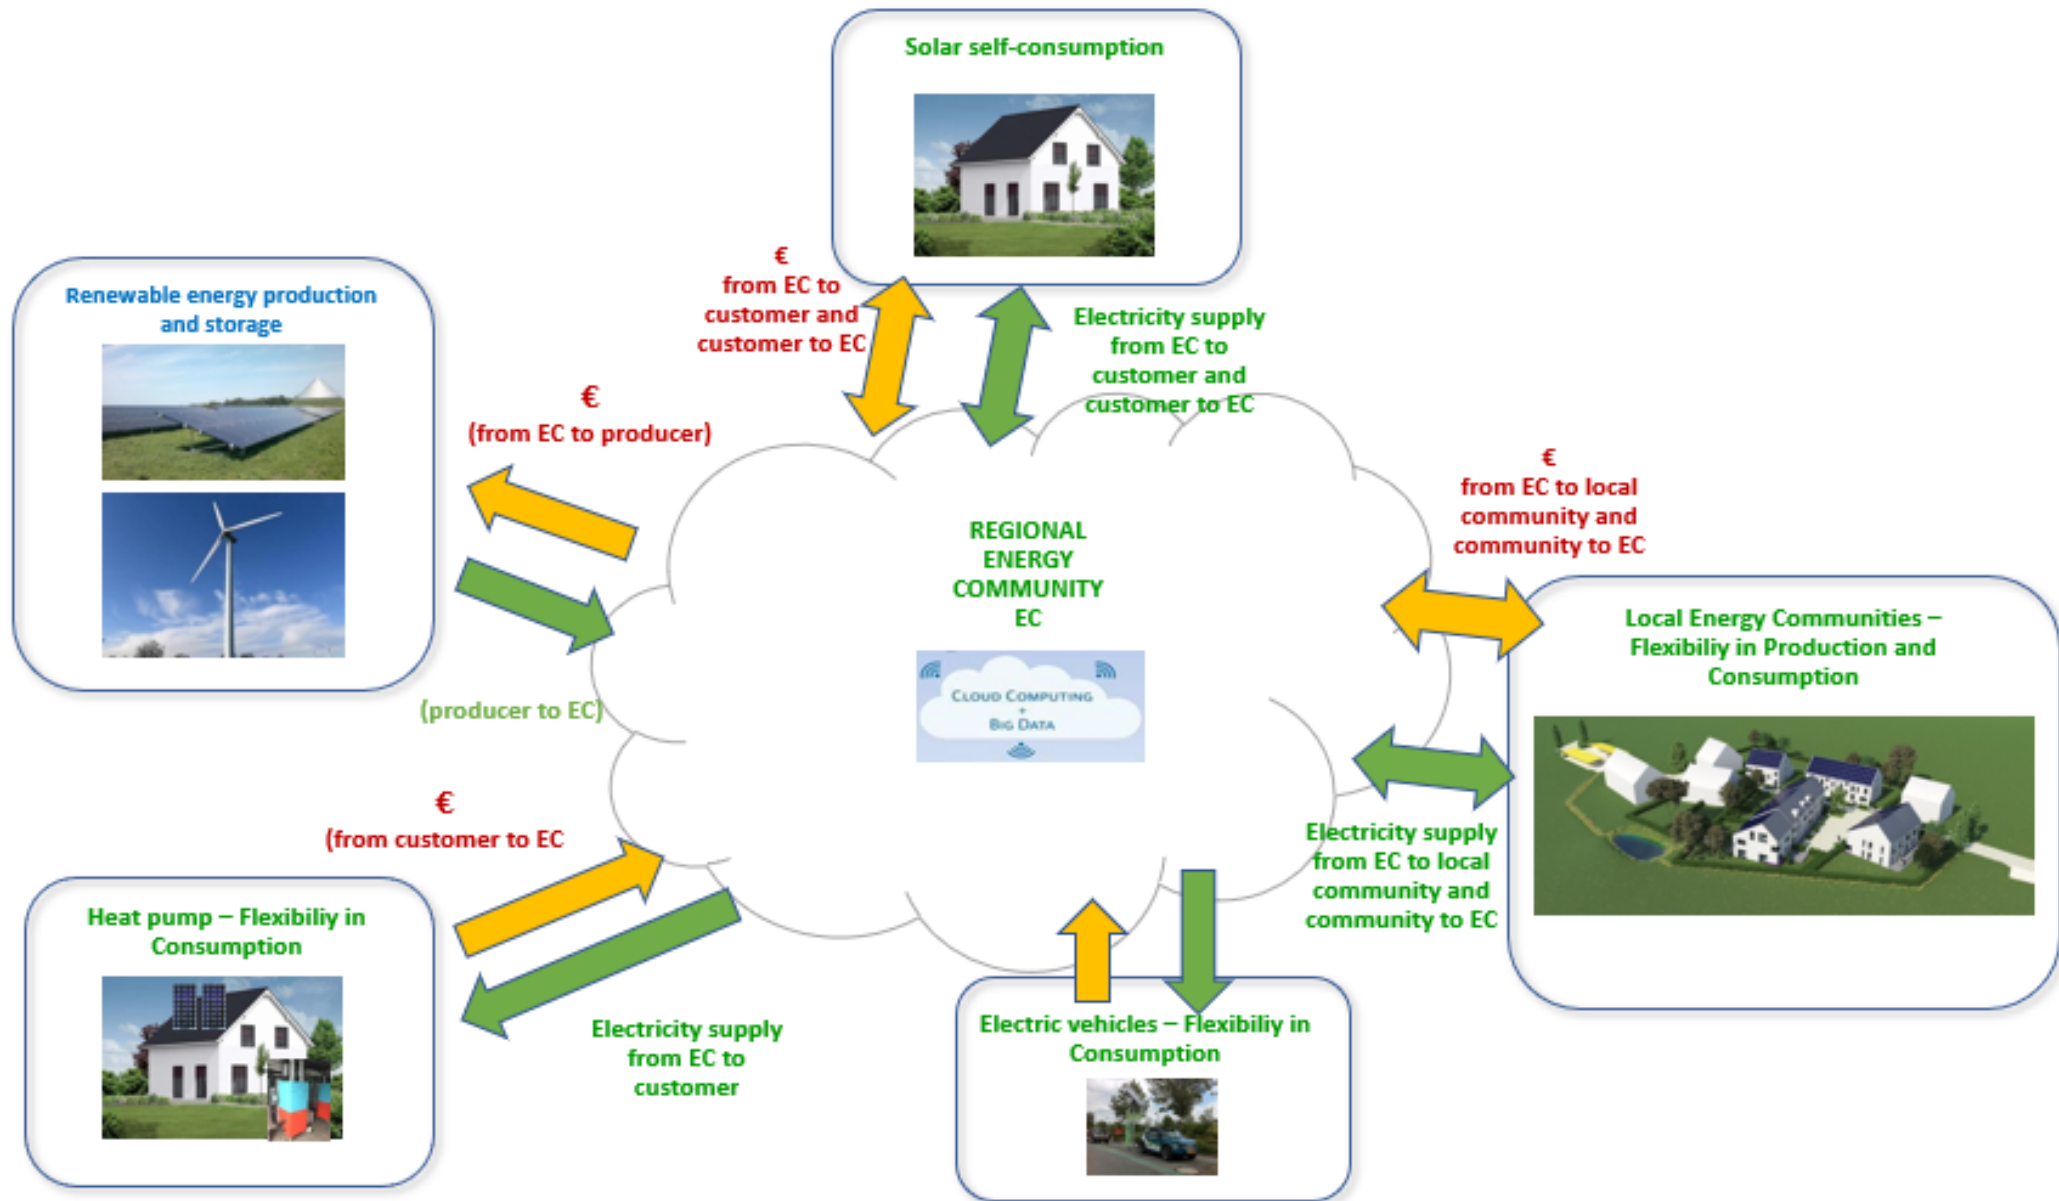 Solar self-consumption
Renewable energy production
and storage
€
from EC to
customer and
customer to EC
Electricity supply
from EC to
customer and
customer to EC
€
(from EC to producer)
(producer to EC)
€
from EC to local
community and
community to EC
REGIONAL
ENERGY
COMMUNITY
EC
CLOUD COMPUTING
+
BIG DATA
Local Energy Communities –
Flexibiliy in Production and
Consumption
Electricity supply
from EC to local
community and
community to EC
€
(from customer to EC
Heat pump – Flexibiliy in
Consumption
Electricity supply
from EC to
customer
Electric vehicles – Flexibiliy in
Consumption